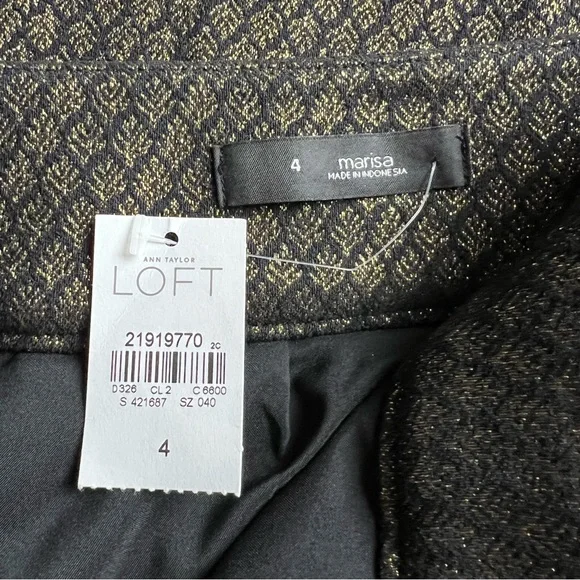 4 marisa
MADE IN INDONESIA
ANN TAYLOR
LOFT
21919770 2C
D326 CL 2 C 6600
S 421687 SZ 040
4